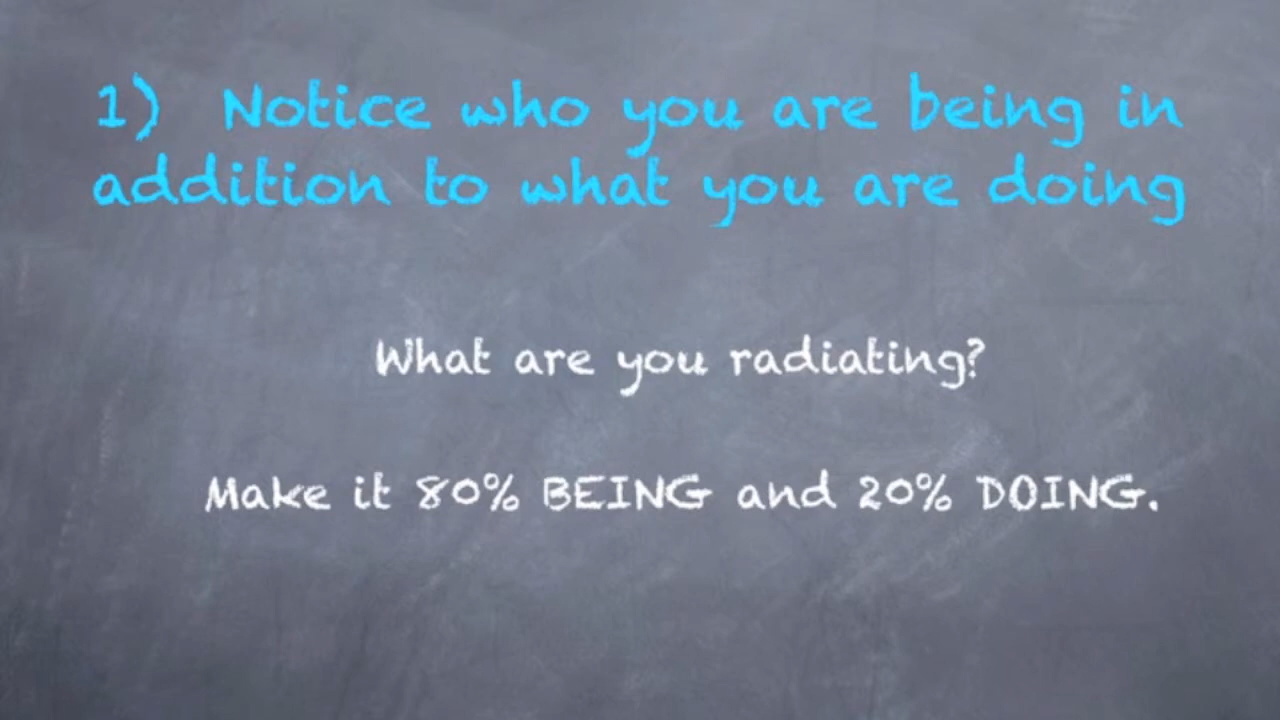 1) Notice who you are being in
addition to what you are doing
What are you radiating?
Make it 80% BEING and 20% DOING.